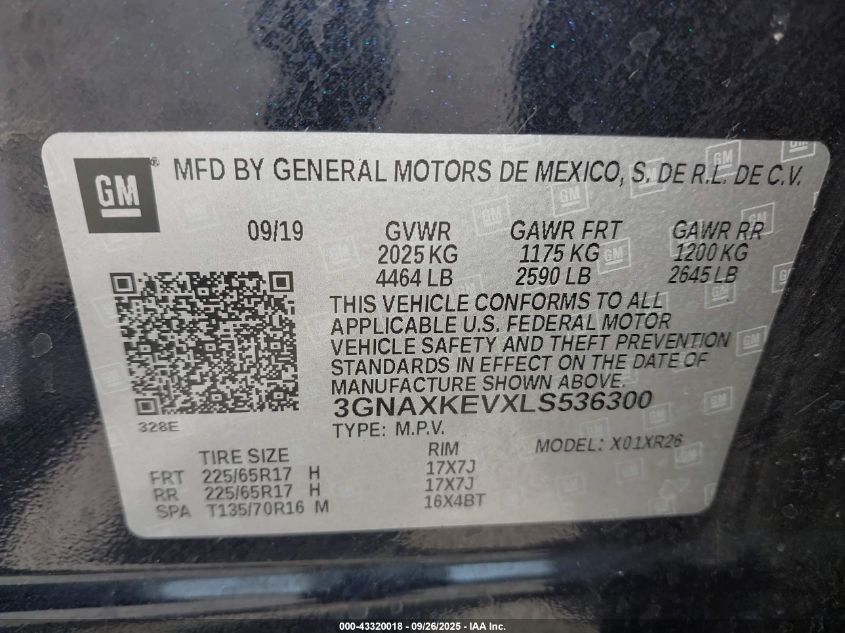 GM ® MFD BY GENERAL MOTORS DE MEXICO, S. DE R.L. DE C.V.
09/19 GVWR GAWR FRT GAWR RR
2025 KG 1175 KG 1200 KG
4464 LB 2590 LB 2645 LB
THIS VEHICLE CONFORMS TO ALL
APPLICABLE U.S. FEDERAL MOTOR
VEHICLE SAFETY AND THEFT PREVENTION
STANDARDS IN EFFECT ON THE DATE OF
MANUFACTURE SHOWN ABOVE.
3GNAXKEVXLS536300
328E
TYPE: M.P.V. MODEL: X01XR26
TIRE SIZE RIM
FRT 225/65R17 H 17X7J
RR 225/65R17 H 17X7J
SPA T135/70R16 M 16X4BT
000-43320018 - 09/26/2025 - IAA Inc.